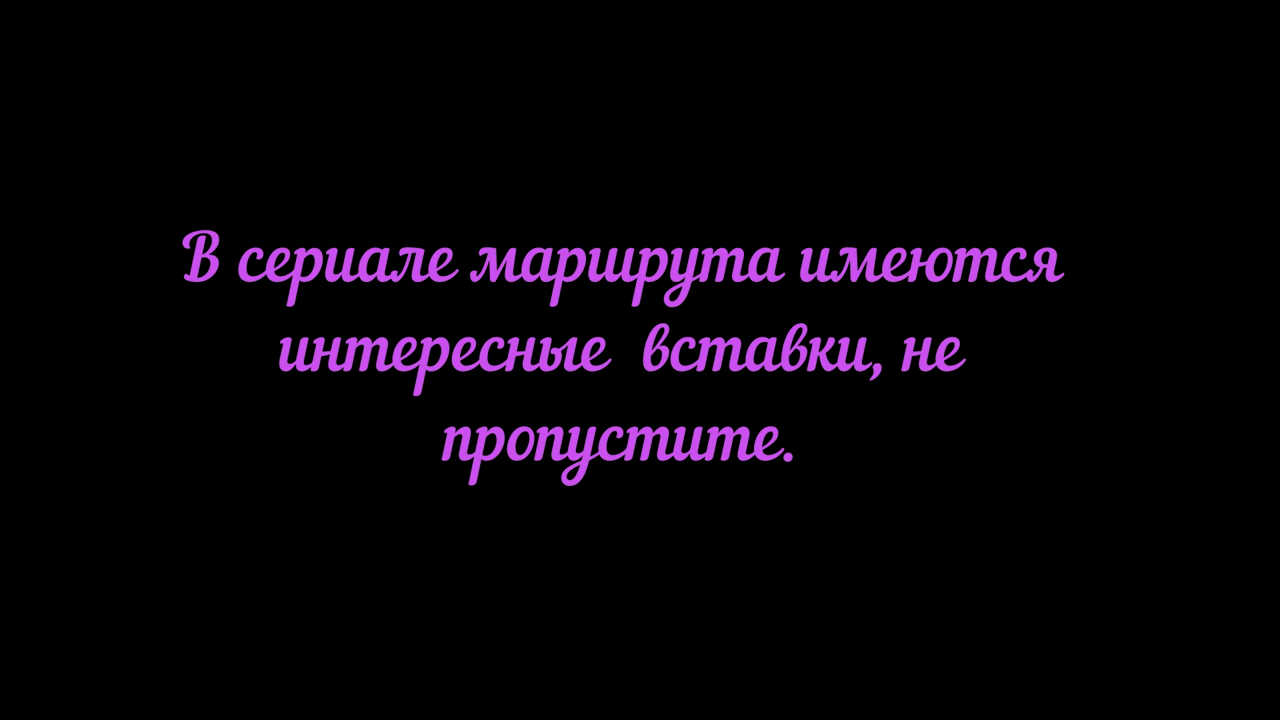 В сериале маршрута имеются
интересные вставки, не
пропустите.